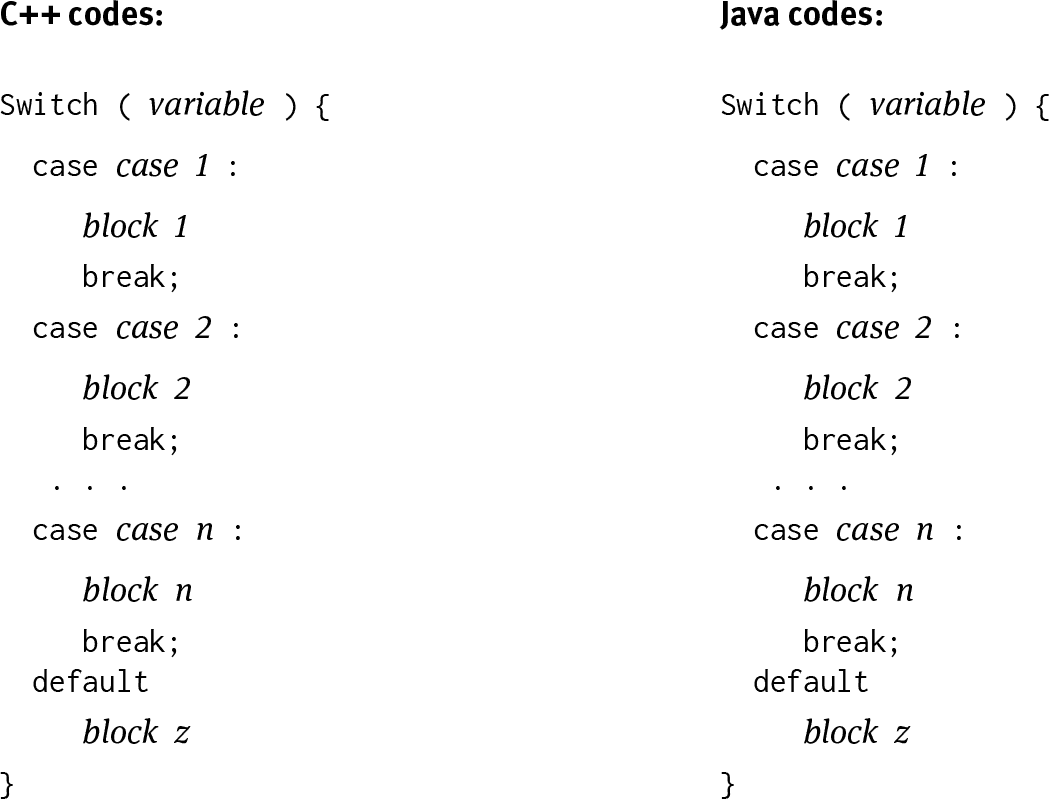 C++ codes:
Switch ( variable ) {
case case 1 :
block 1
break;
case case 2 :
block 2
break;
. . .
case case n :
block n
break;
default
block z
}
Java codes:
Switch ( variable ) {
case case 1 :
block 1
break;
case case 2 :
block 2
break;
. . .
case case n :
block n
break;
default
block z
}